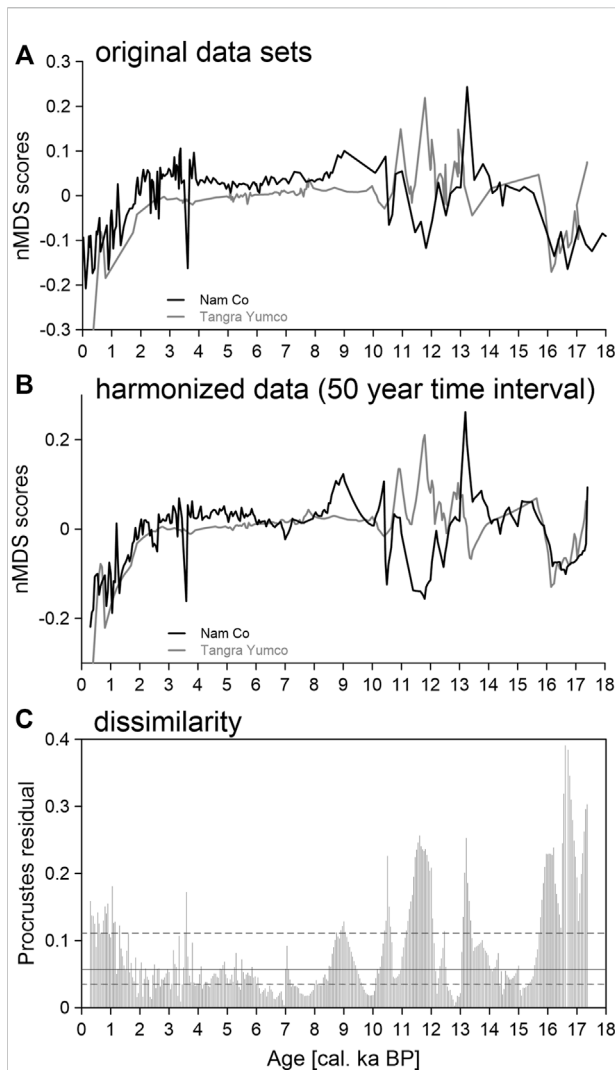 A original data sets
0.3
0.2
0.1
0
-0.1
-0.2
-0.3
nMDS scores
Nam Co
Tangra Yumco
0 1 2 3 4 5 6 7 8 9 10 11 12 13 14 15 16 17 18
B harmonized data (50 year time interval)
0.2
0
-0.2
nMDS scores
Nam Co
Tangra Yumco
0 1 2 3 4 5 6 7 8 9 10 11 12 13 14 15 16 17 18
C dissimilarity
0.4
0.3
0.2
0.1
0
Procrustes residual
0 1 2 3 4 5 6 7 8 9 10 11 12 13 14 15 16 17 18
Age [cal. ka BP]